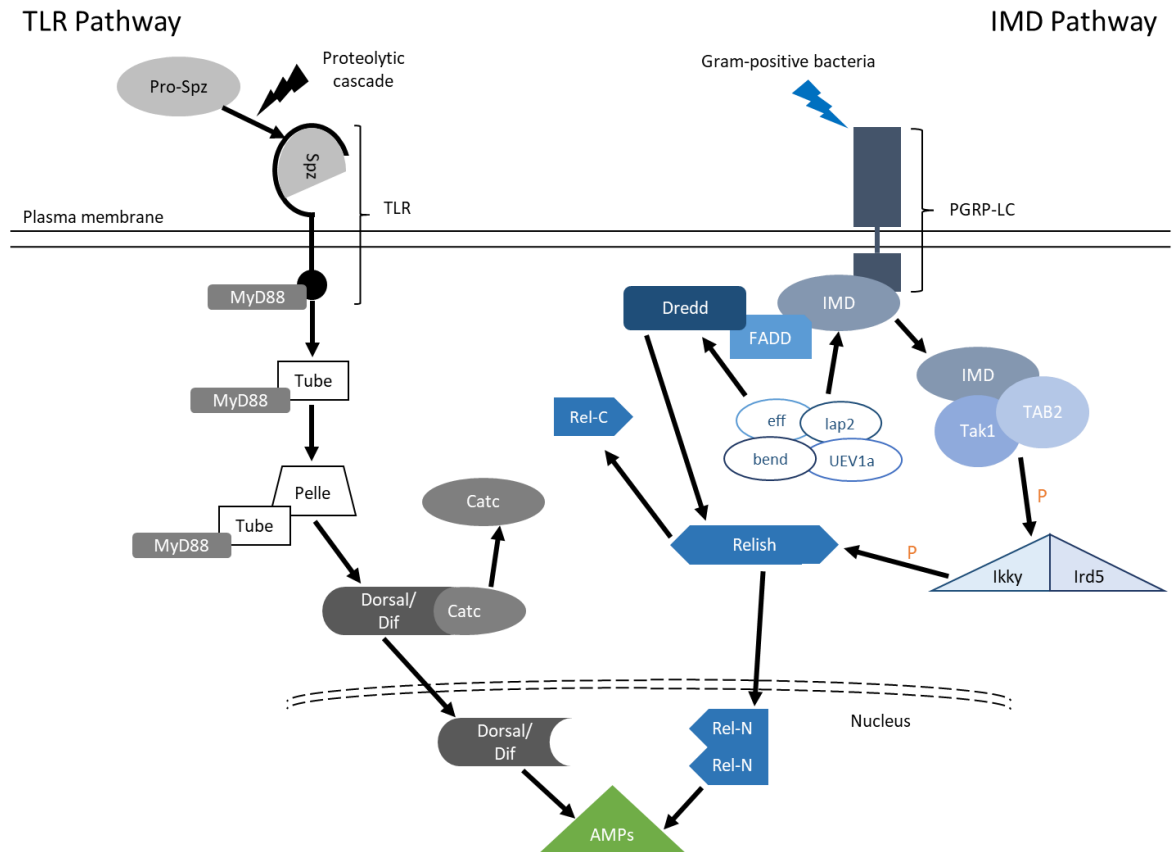 TLR Pathway
IMD Pathway
Proteolytic
cascade
Pro-Spz
Spz
TLR
Plasma membrane
Gram-positive bacteria
PGRP-LC
MyD88
Tube
MyD88
Pelle
Tube
MyD88
Catc
Dorsal/
Dif
Catc
Dorsal/
Dif
Dredd
FADD
IMD
IMD
Tak1
TAB2
eff
Iap2
bend
UEV1a
Rel-C
Relish
P
P
Ikky
Ird5
Nucleus
Rel-N
Rel-N
AMPs